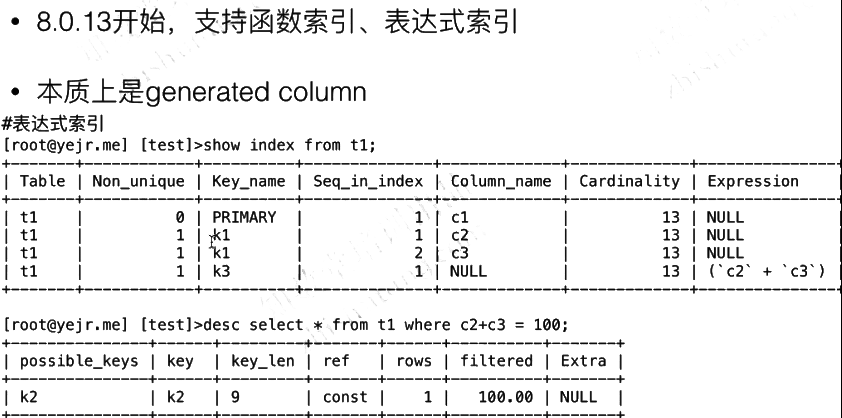 • 8.0.13开始，支持函数索引、表达式索引
• 本质上是generated column
#表达式索引
[root@yejr.me] [test]>show index from t1;
+-------+------------+----------+--------------+-------------+-------------+-------------+
| Table | Non_unique | Key_name | Seq_in_index | Column_name | Cardinality | Expression
+-------+------------+----------+--------------+-------------+-------------+-------------+
| t1 | 0 | PRIMARY | 1 | c1 | 13 | NULL
| t1 | 1 | k1 | 1 | c2 | 13 | NULL
| t1 | 1 | k1 | 2 | c3 | 13 | NULL
| t1 | 1 | k3 | 1 | NULL | 13 | (`c2` + `c3`)
+-------+------------+----------+--------------+-------------+-------------+-------------+
[root@yejr.me] [test]>desc select * from t1 where c2+c3 = 100;
+---------------+------+---------+-------+------+----------+-------+
| possible_keys | key | key_len | ref | rows | filtered | Extra |
+---------------+------+---------+-------+------+----------+-------+
| k2 | k2 | 9 | const | 1 | 100.00 | NULL |
+---------------+------+---------+-------+------+----------+-------+